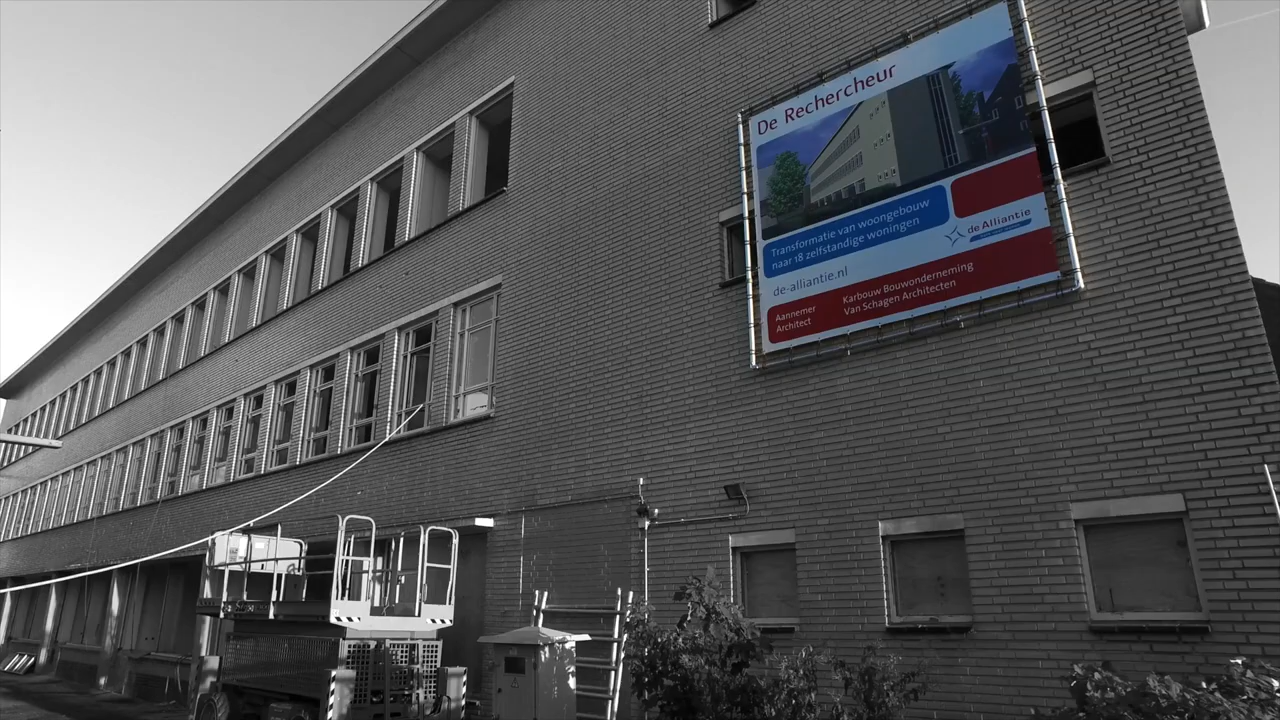 De Rechercheur
Transformatie van woongebouw
naar 18 zelfstandige woningen
de Alliantie
de-alliantie.nl
Aannemer Karbouw Bouwonderneming
Architect Van Schagen Architecten